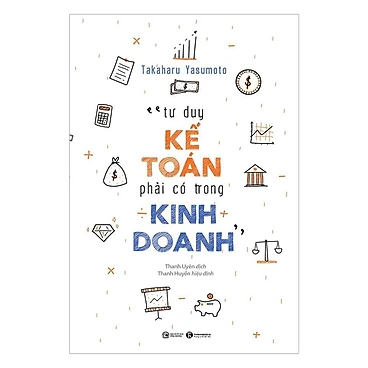 Takaharu Yasumoto
“tư duy
KẾ
TOÁN
phải có trong
KINH
DOANH”
Thanh Uyên dịch
Thanh Huyền hiệu đính